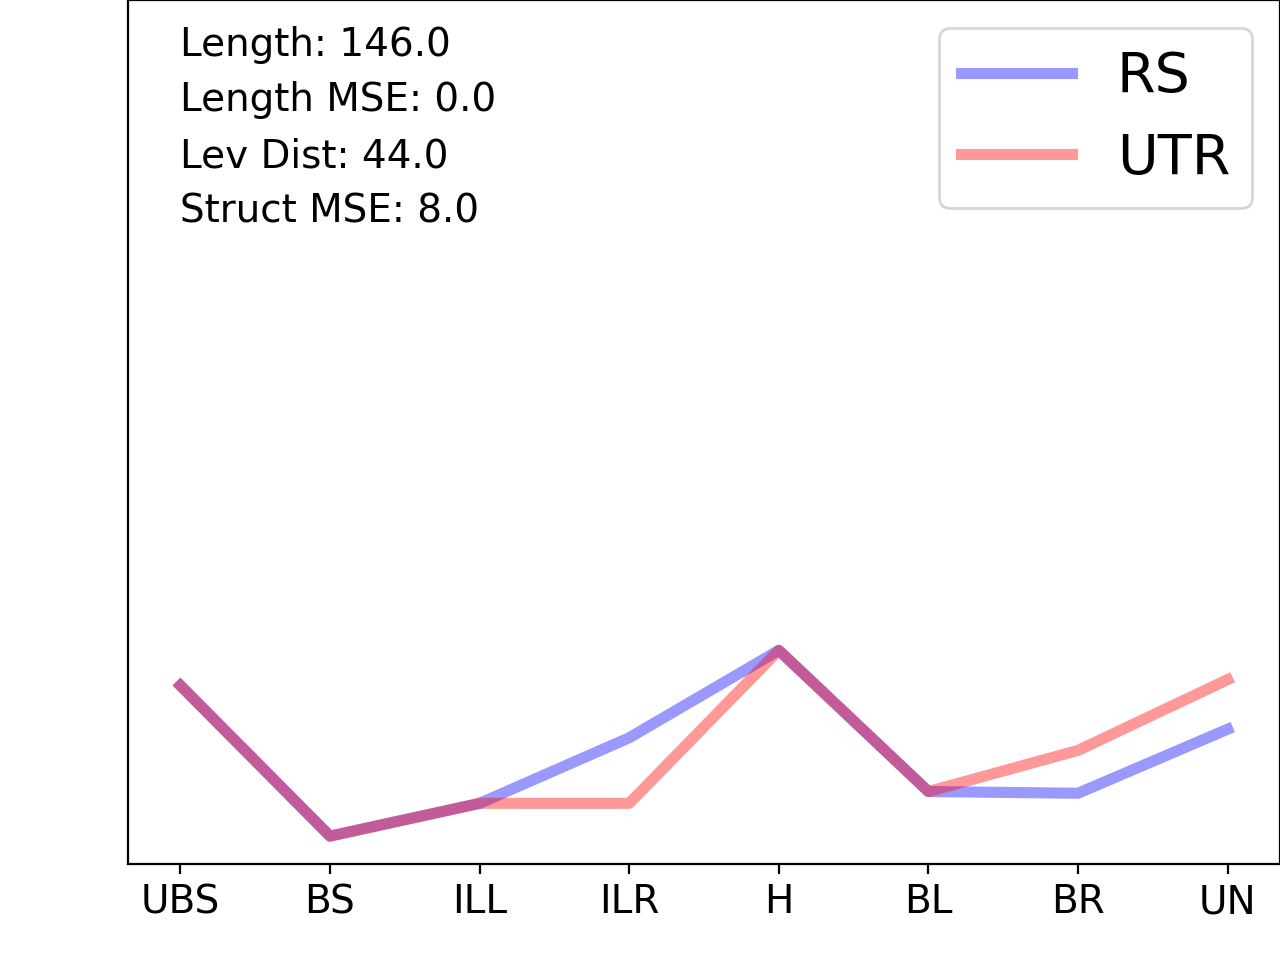 Length: 146.0
Length MSE: 0.0
Lev Dist: 44.0
Struct MSE: 8.0
RS
UTR
UBS BS ILL ILR H BL BR UN